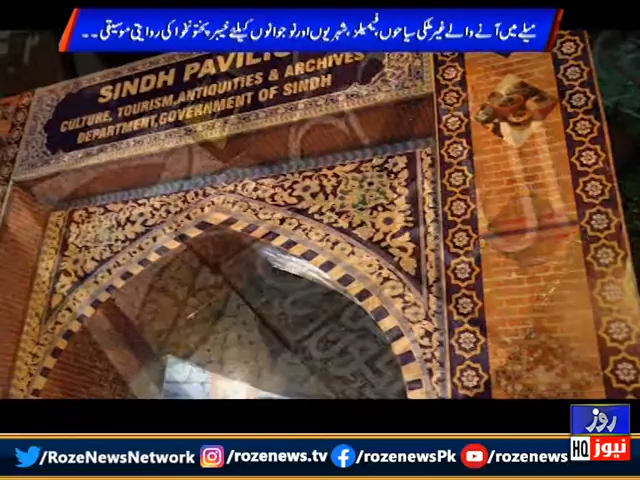 میلے میں آنے والے غیر ملکی سیاحوں، فیملیز، شہریوں اور نوجوانوں کیلئے خیبر پختونخوا کی روایتی موسیقی ۔۔
SINDH PAVILI
CULTURE, TOURISM, ANTIQUITIES & ARCHIVES
DEPARTMENT, GOVERNMENT OF SINDH
روز
HQ نیوز
/RozeNewsNetwork /rozenews.tv /rozenewsPk /rozenews